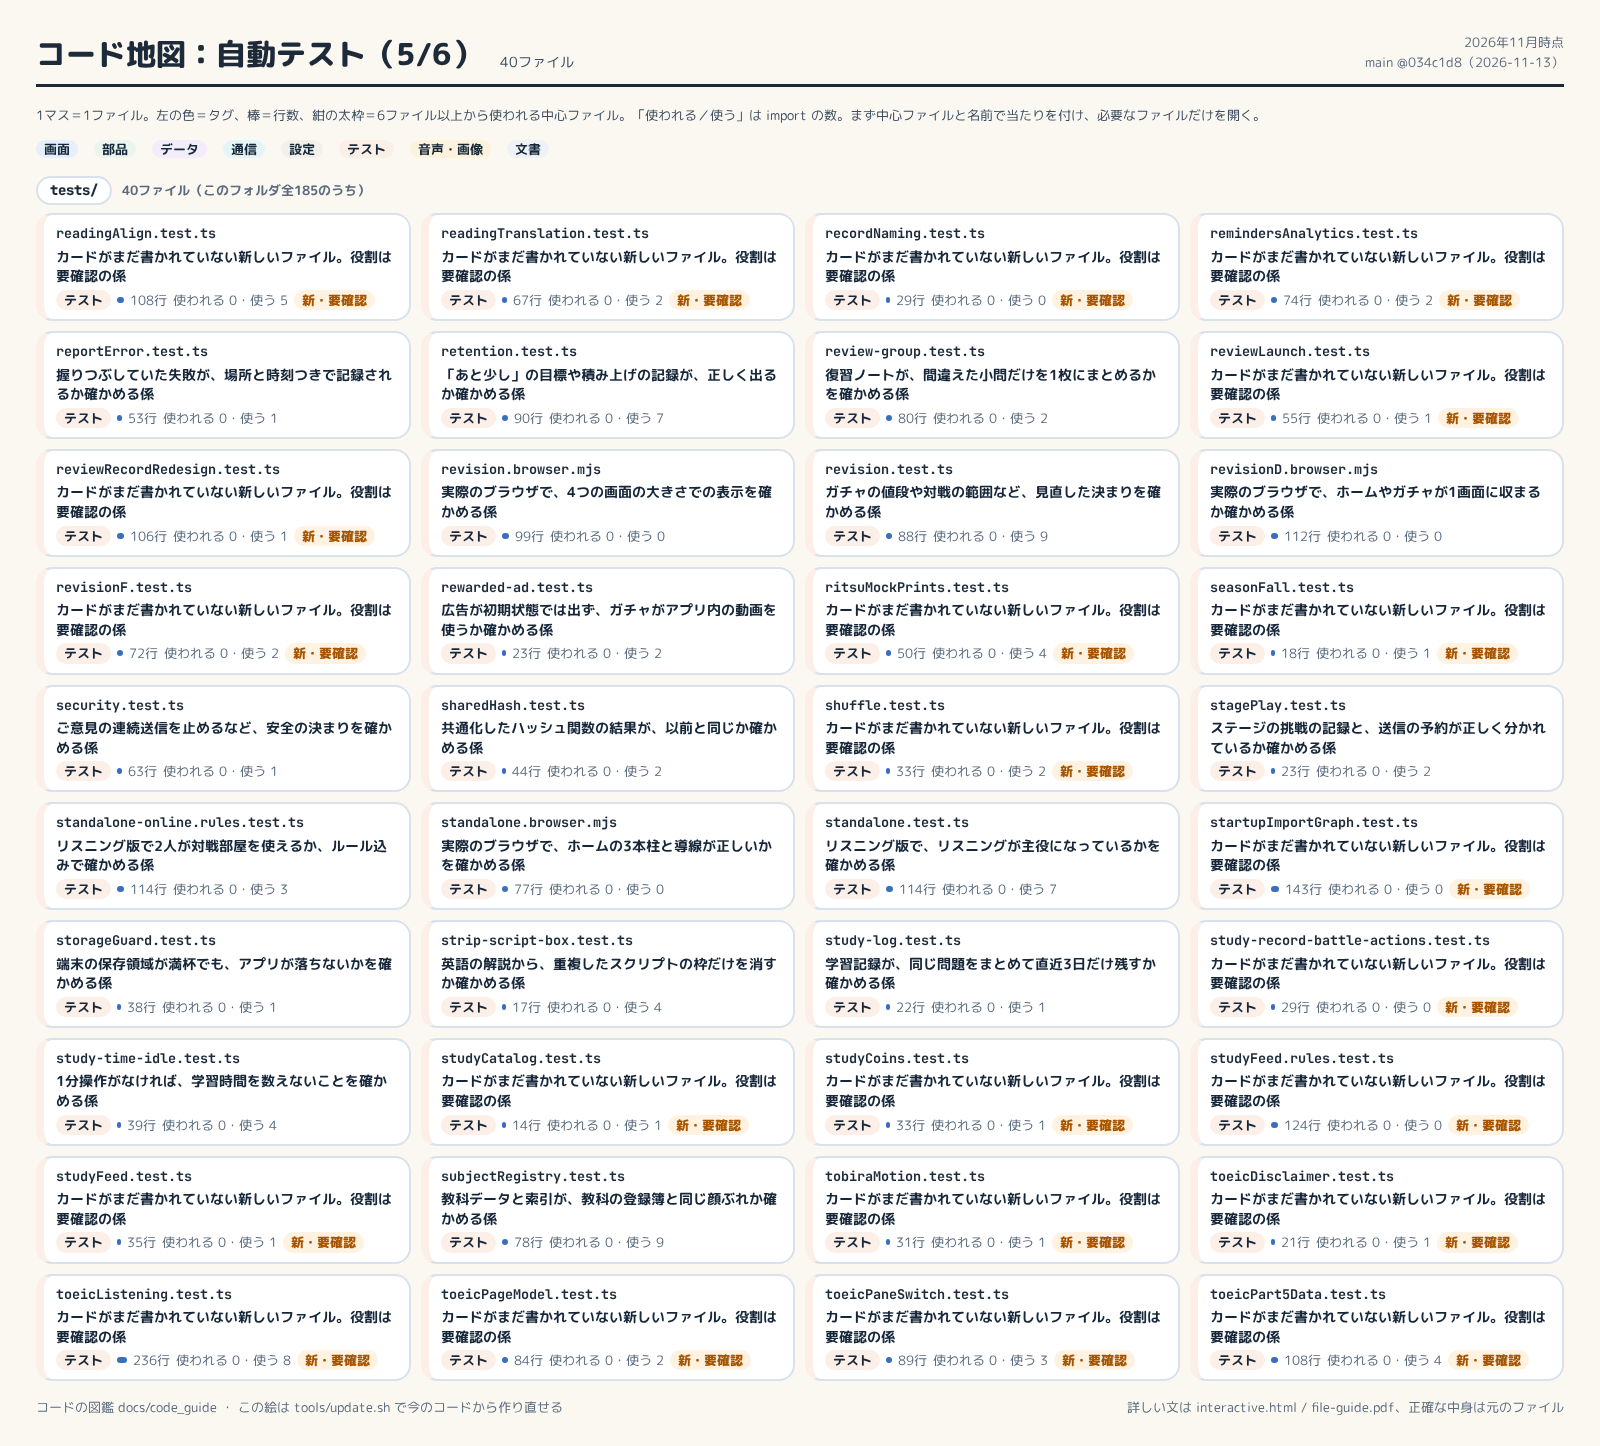 コード地図：自動テスト（5/6） 40ファイル
2026年11月時点
main @034c1d8（2026-11-13）
1マス＝1ファイル。左の色＝タグ、棒＝行数、紺の太枠＝6ファイル以上から使われる中心ファイル。「使われる／使う」は import の数。まず中心ファイルと名前で当たりを付け、必要なファイルだけを開く。
画面 部品 データ 通信 設定 テスト 音声・画像 文書
tests/ 40ファイル（このフォルダ全185のうち）
readingAlign.test.ts
カードがまだ書かれていない新しいファイル。役割は
要確認の係
テスト 108行 使われる 0 · 使う 5 新・要確認
readingTranslation.test.ts
カードがまだ書かれていない新しいファイル。役割は
要確認の係
テスト 67行 使われる 0 · 使う 2 新・要確認
recordNaming.test.ts
カードがまだ書かれていない新しいファイル。役割は
要確認の係
テスト 29行 使われる 0 · 使う 0 新・要確認
remindersAnalytics.test.ts
カードがまだ書かれていない新しいファイル。役割は
要確認の係
テスト 74行 使われる 0 · 使う 2 新・要確認
reportError.test.ts
握りつぶしていた失敗が、場所と時刻つきで記録され
るか確かめる係
テスト 53行 使われる 0 · 使う 1
retention.test.ts
「あと少し」の目標や積み上げの記録が、正しく出る
か確かめる係
テスト 90行 使われる 0 · 使う 7
review-group.test.ts
復習ノートが、間違えた小問だけを1枚にまとめるか
を確かめる係
テスト 80行 使われる 0 · 使う 2
reviewLaunch.test.ts
カードがまだ書かれていない新しいファイル。役割は
要確認の係
テスト 55行 使われる 0 · 使う 1 新・要確認
reviewRecordRedesign.test.ts
カードがまだ書かれていない新しいファイル。役割は
要確認の係
テスト 106行 使われる 0 · 使う 1 新・要確認
revision.browser.mjs
実際のブラウザで、4つの画面の大きさでの表示を確
かめる係
テスト 99行 使われる 0 · 使う 0
revision.test.ts
ガチャの値段や対戦の範囲など、見直した決まりを確
かめる係
テスト 88行 使われる 0 · 使う 9
revisionD.browser.mjs
実際のブラウザで、ホームやガチャが1画面に収まる
か確かめる係
テスト 112行 使われる 0 · 使う 0
revisionF.test.ts
カードがまだ書かれていない新しいファイル。役割は
要確認の係
テスト 72行 使われる 0 · 使う 2 新・要確認
rewarded-ad.test.ts
広告が初期状態では出ず、ガチャがアプリ内の動画を
使うか確かめる係
テスト 23行 使われる 0 · 使う 2
ritsuMockPrints.test.ts
カードがまだ書かれていない新しいファイル。役割は
要確認の係
テスト 50行 使われる 0 · 使う 4 新・要確認
seasonFall.test.ts
カードがまだ書かれていない新しいファイル。役割は
要確認の係
テスト 18行 使われる 0 · 使う 1 新・要確認
security.test.ts
ご意見の連続送信を止めるなど、安全の決まりを確か
める係
テスト 63行 使われる 0 · 使う 1
sharedHash.test.ts
共通化したハッシュ関数の結果が、以前と同じか確か
める係
テスト 44行 使われる 0 · 使う 2
shuffle.test.ts
カードがまだ書かれていない新しいファイル。役割は
要確認の係
テスト 33行 使われる 0 · 使う 2 新・要確認
stagePlay.test.ts
ステージの挑戦の記録と、送信の予約が正しく分かれ
ているか確かめる係
テスト 23行 使われる 0 · 使う 2
standalone-online.rules.test.ts
リスニング版で2人が対戦部屋を使えるか、ルール込
みで確かめる係
テスト 114行 使われる 0 · 使う 3
standalone.browser.mjs
実際のブラウザで、ホームの3本柱と導線が正しいか
を確かめる係
テスト 77行 使われる 0 · 使う 0
standalone.test.ts
リスニング版で、リスニングが主役になっているかを
確かめる係
テスト 114行 使われる 0 · 使う 7
startupImportGraph.test.ts
カードがまだ書かれていない新しいファイル。役割は
要確認の係
テスト 143行 使われる 0 · 使う 0 新・要確認
storageGuard.test.ts
端末の保存領域が満杯でも、アプリが落ちないかを確
かめる係
テスト 38行 使われる 0 · 使う 1
strip-script-box.test.ts
英語の解説から、重複したスクリプトの枠だけを消す
か確かめる係
テスト 17行 使われる 0 · 使う 4
study-log.test.ts
学習記録が、同じ問題をまとめて直近3日だけ残すか
確かめる係
テスト 22行 使われる 0 · 使う 1
study-record-battle-actions.test.ts
カードがまだ書かれていない新しいファイル。役割は
要確認の係
テスト 29行 使われる 0 · 使う 0 新・要確認
study-time-idle.test.ts
1分操作がなければ、学習時間を数えないことを確か
める係
テスト 39行 使われる 0 · 使う 4
studyCatalog.test.ts
カードがまだ書かれていない新しいファイル。役割は
要確認の係
テスト 14行 使われる 0 · 使う 1 新・要確認
studyCoins.test.ts
カードがまだ書かれていない新しいファイル。役割は
要確認の係
テスト 33行 使われる 0 · 使う 1 新・要確認
studyFeed.rules.test.ts
カードがまだ書かれていない新しいファイル。役割は
要確認の係
テスト 124行 使われる 0 · 使う 0 新・要確認
studyFeed.test.ts
カードがまだ書かれていない新しいファイル。役割は
要確認の係
テスト 35行 使われる 0 · 使う 1 新・要確認
subjectRegistry.test.ts
教科データと索引が、教科の登録簿と同じ顔ぶれか確
かめる係
テスト 78行 使われる 0 · 使う 9
tobiraMotion.test.ts
カードがまだ書かれていない新しいファイル。役割は
要確認の係
テスト 31行 使われる 0 · 使う 1 新・要確認
toeicDisclaimer.test.ts
カードがまだ書かれていない新しいファイル。役割は
要確認の係
テスト 21行 使われる 0 · 使う 1 新・要確認
toeicListening.test.ts
カードがまだ書かれていない新しいファイル。役割は
要確認の係
テスト 236行 使われる 0 · 使う 8 新・要確認
toeicPageModel.test.ts
カードがまだ書かれていない新しいファイル。役割は
要確認の係
テスト 84行 使われる 0 · 使う 2 新・要確認
toeicPaneSwitch.test.ts
カードがまだ書かれていない新しいファイル。役割は
要確認の係
テスト 89行 使われる 0 · 使う 3 新・要確認
toeicPart5Data.test.ts
カードがまだ書かれていない新しいファイル。役割は
要確認の係
テスト 108行 使われる 0 · 使う 4 新・要確認
コードの図鑑 docs/code_guide · この絵は tools/update.sh で今のコードから作り直せる
詳しい文は interactive.html / file-guide.pdf、正確な中身は元のファイル